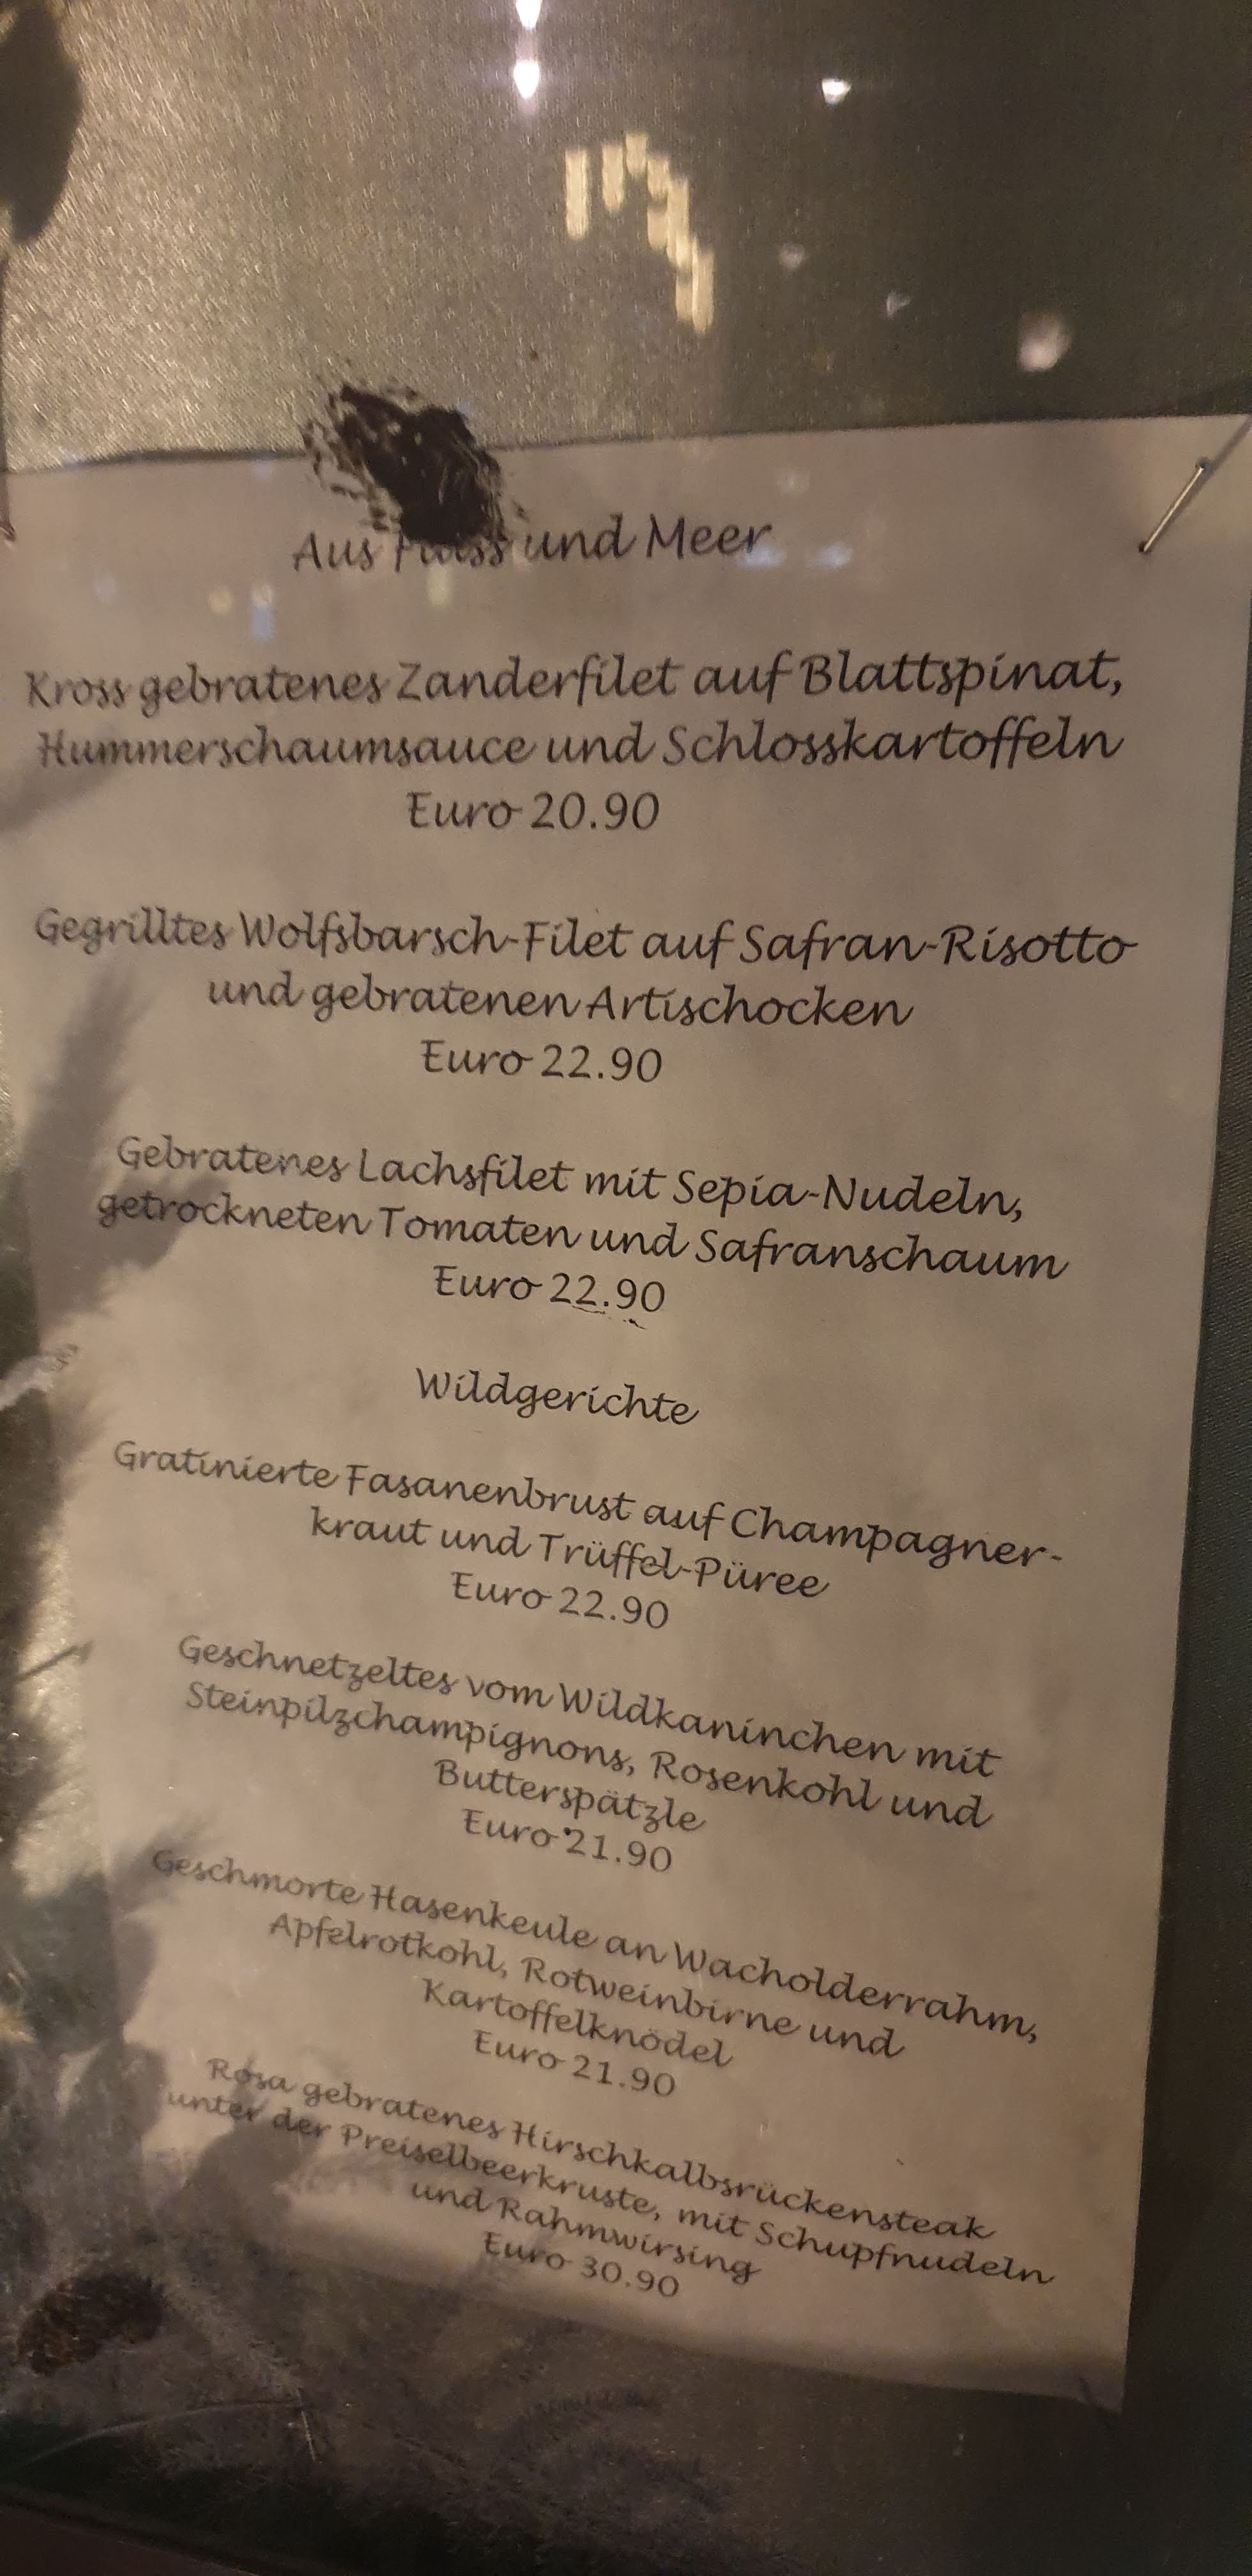 Aus Fluss und Meer
Kross gebratenes Zanderfilet auf Blattspinat,
Hummerschaumsauce und Schlosskartoffeln
Euro 20.90
Gegrilltes Wolfsbarsch-Filet auf Safran-Risotto
und gebratenen Artischocken
Euro 22.90
Gebratenes Lachsfilet mit Sepia-Nudeln,
getrockneten Tomaten und Safranschaum
Euro 22.90
Wildgerichte
Gratinierte Fasanenbrust auf Champagner-
kraut und Trüffel-Püree
Euro 22.90
Geschnetzeltes vom Wildkaninchen mit
Steinpilzchampignons, Rosenkohl und
Butterspätzle
Euro 21.90
Geschmorte Hasenkeule an Wacholderrahm,
Apfelrotkohl, Rotweinbirne und
Kartoffelknödel
Euro 21.90
Rosa gebratenes Hirschkalbsrückensteak
unter der Preiselbeerkruste, mit Schupfnudeln
und Rahmwirsing
Euro 30.90